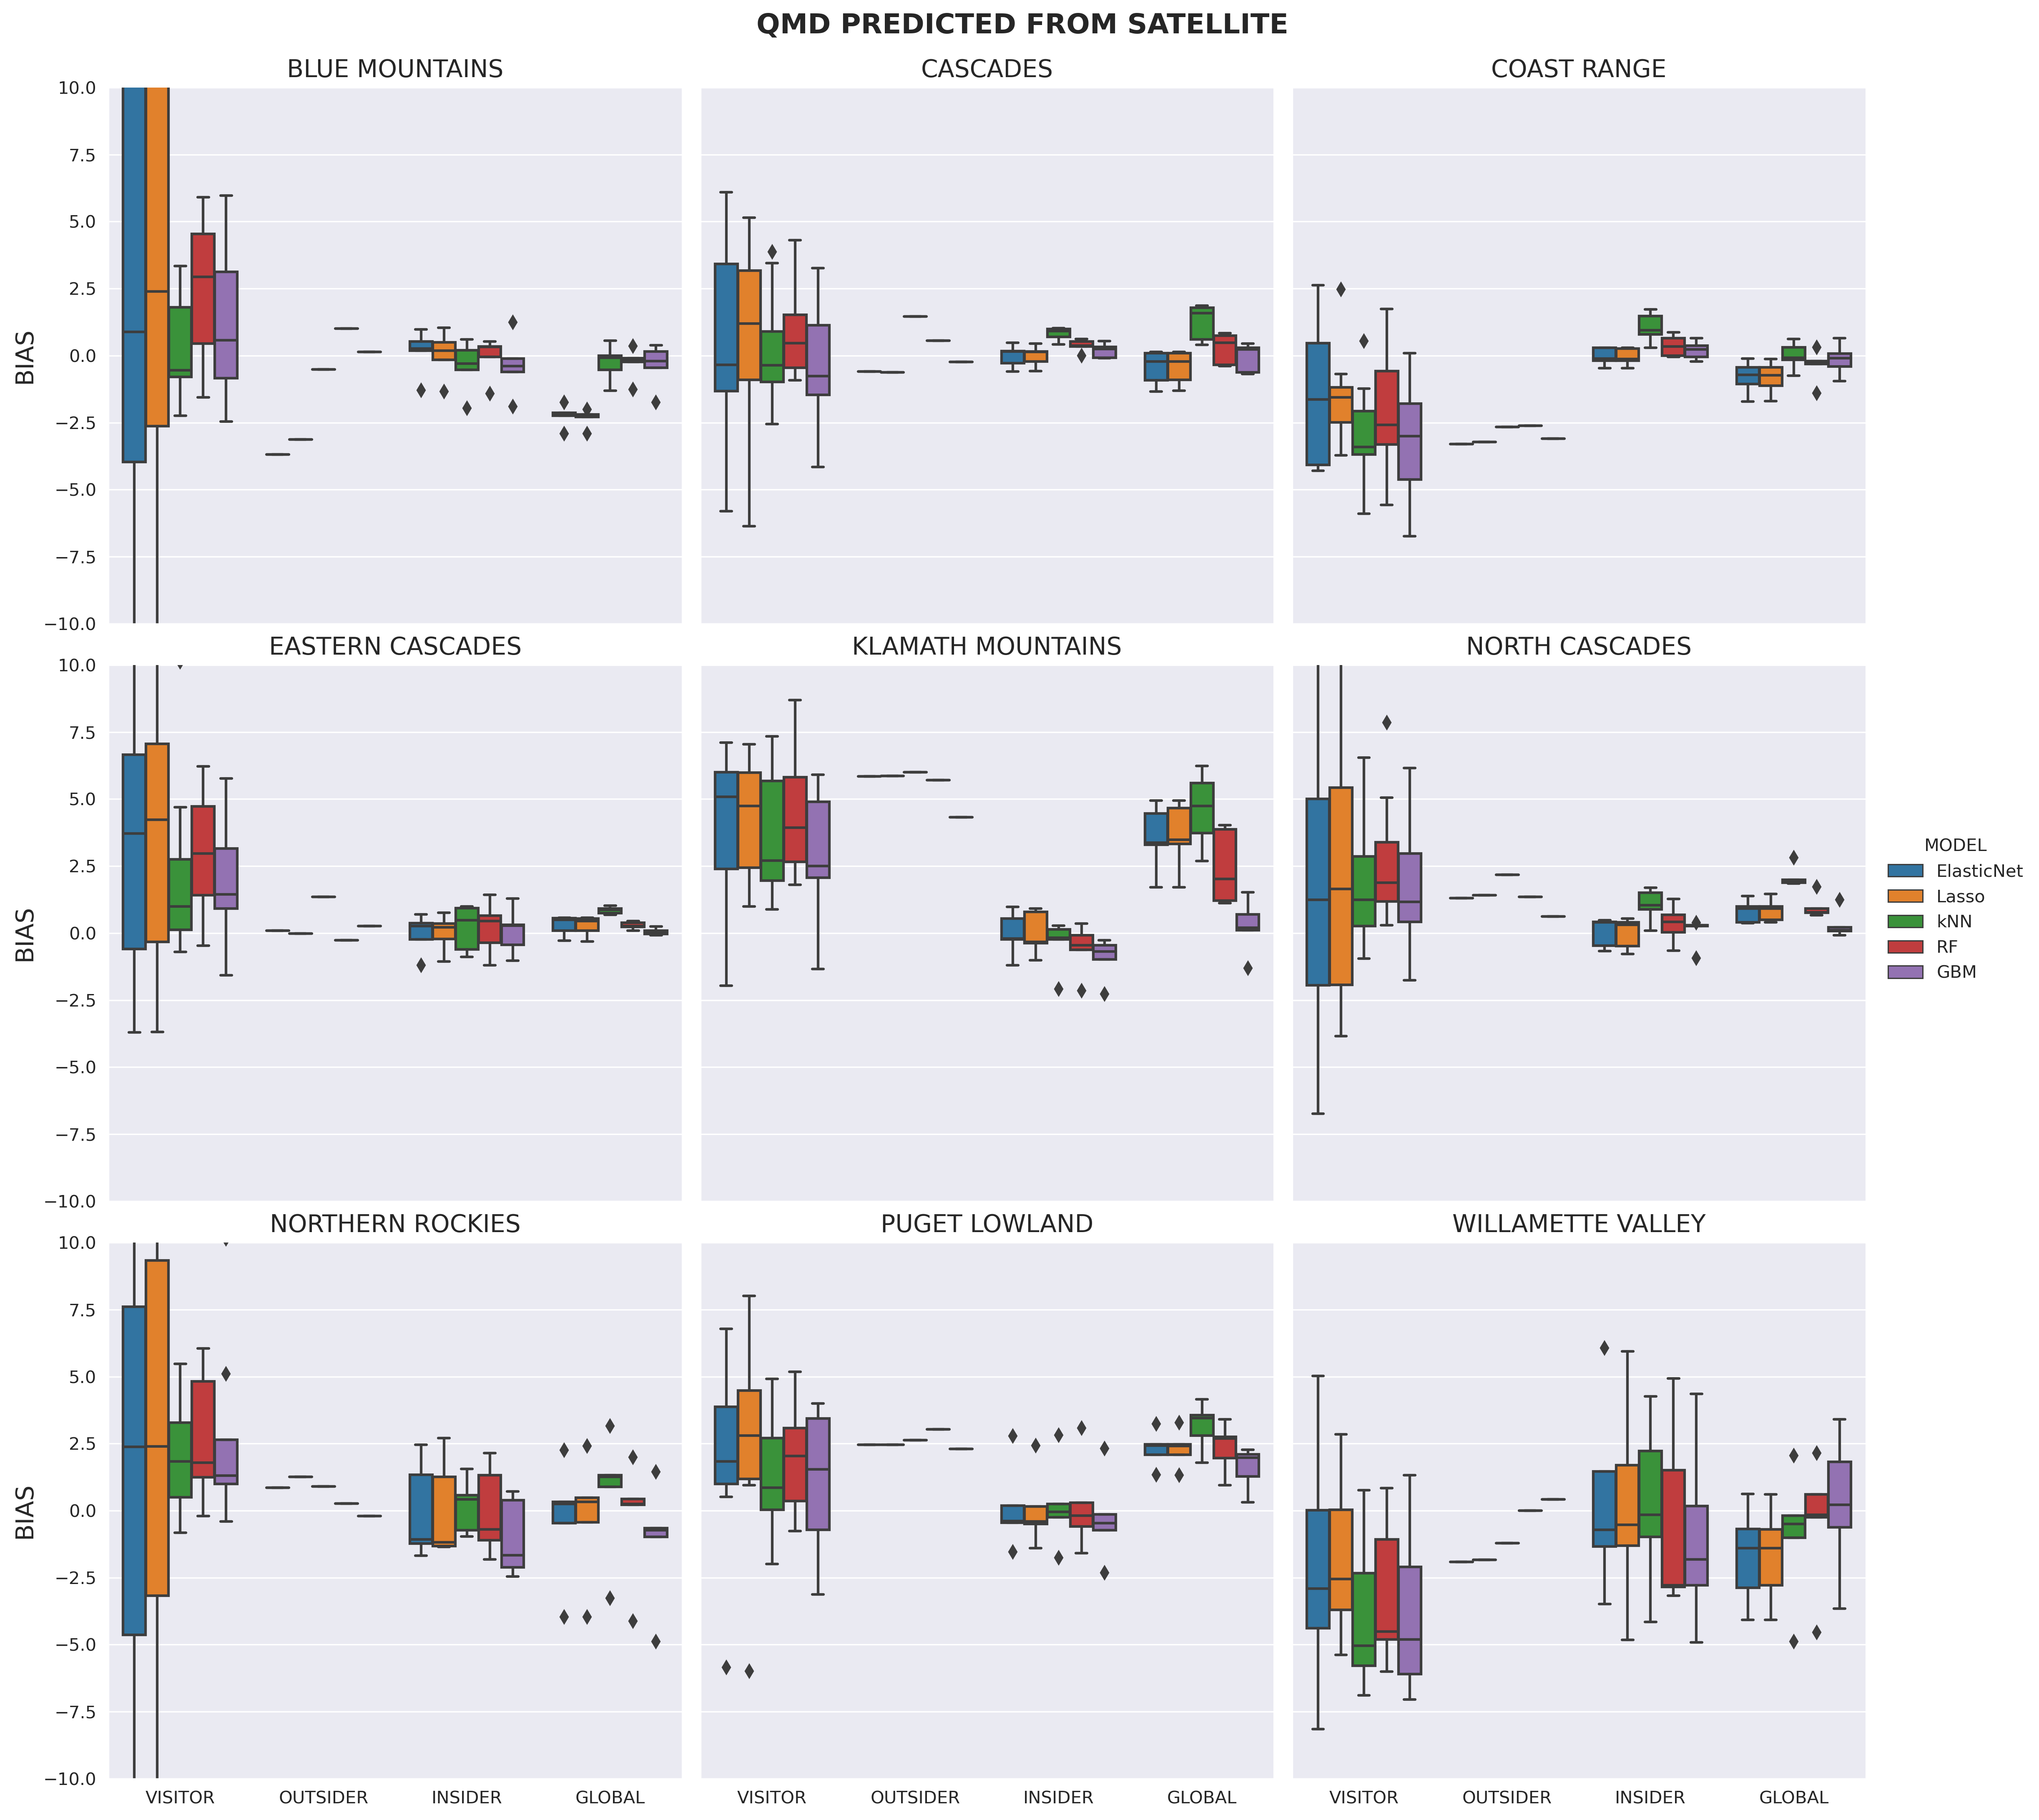 QMD PREDICTED FROM SATELLITE
BLUE MOUNTAINS
CASCADES
COAST RANGE
10.0
7.5
5.0
2.5
0.0
−2.5
−5.0
−7.5
−10.0
BIAS
EASTERN CASCADES
KLAMATH MOUNTAINS
NORTH CASCADES
10.0
7.5
5.0
2.5
0.0
−2.5
−5.0
−7.5
−10.0
BIAS
MODEL
ElasticNet
Lasso
kNN
RF
GBM
NORTHERN ROCKIES
PUGET LOWLAND
WILLAMETTE VALLEY
10.0
7.5
5.0
2.5
0.0
−2.5
−5.0
−7.5
−10.0
BIAS
VISITOR OUTSIDER INSIDER GLOBAL
VISITOR OUTSIDER INSIDER GLOBAL
VISITOR OUTSIDER INSIDER GLOBAL